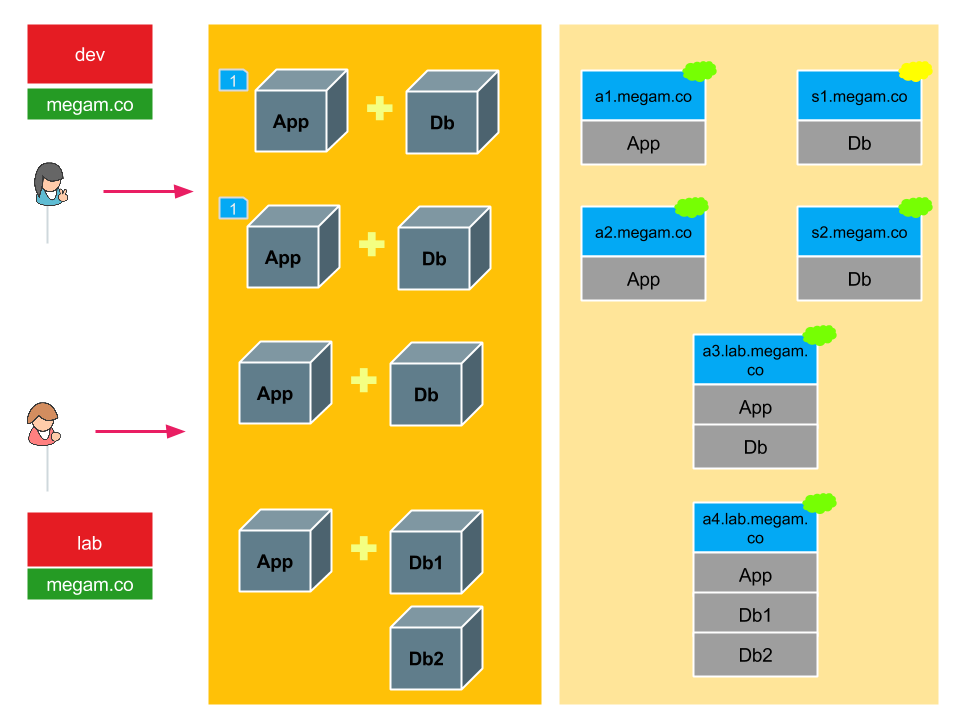 dev
megam.co
1
App
Db
1
App
Db
App
Db
App
Db1
Db2
lab
megam.co
a1.megam.co
App
s1.megam.co
Db
a2.megam.co
App
s2.megam.co
Db
a3.lab.megam.
co
App
Db
a4.lab.megam.
co
App
Db1
Db2